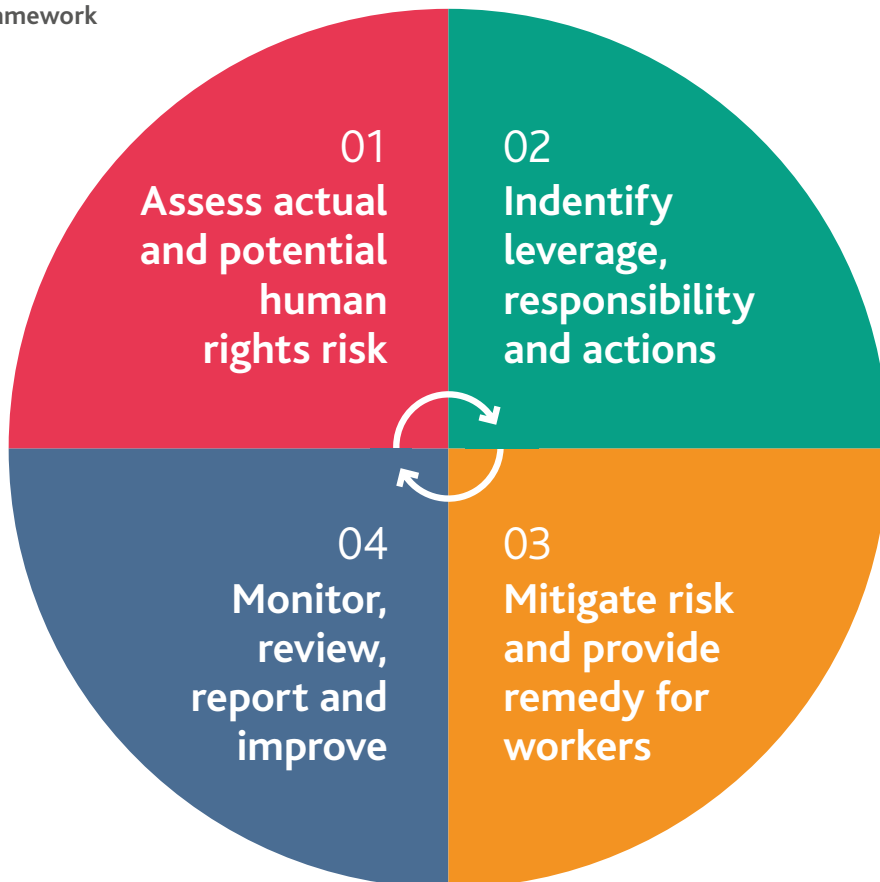 amework
01
Assess actual
and potential
human
rights risk
02
Indentify
leverage,
responsibility
and actions
03
Mitigate risk
and provide
remedy for
workers
04
Monitor,
review,
report and
improve